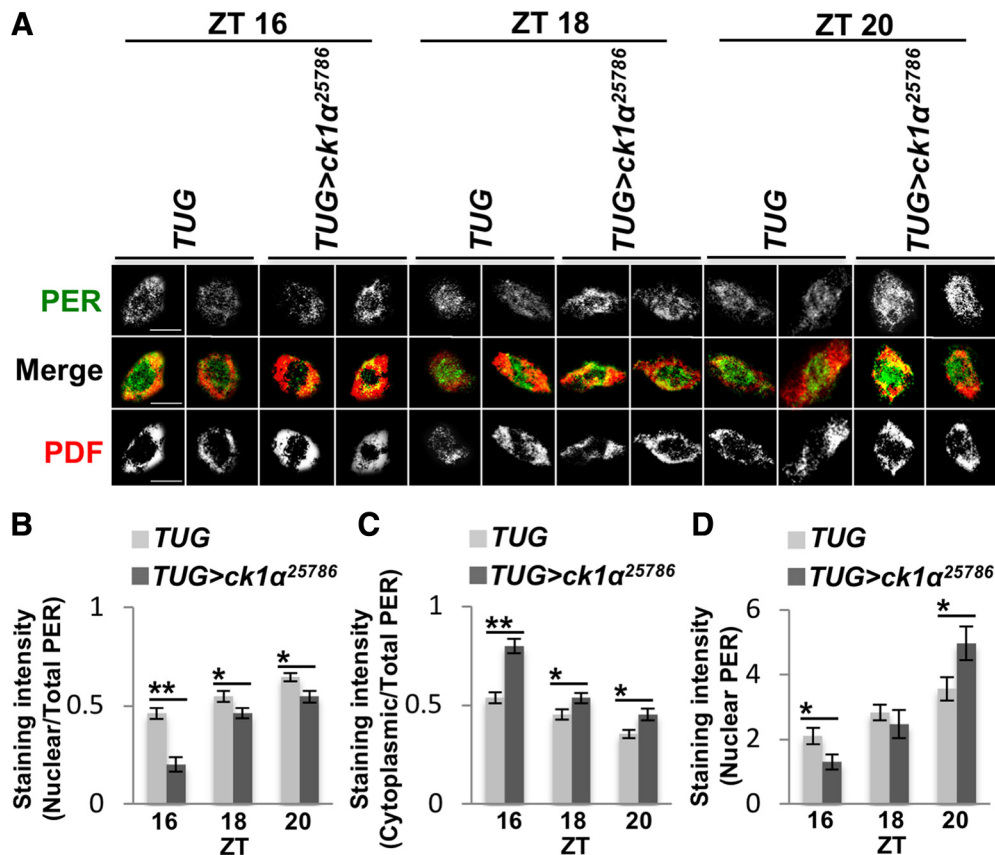 A
ZT 16
ZT 18
ZT 20
TUG
TUG>ck1α25786
TUG
TUG>ck1α25786
TUG
TUG>ck1α25786
PER
Merge
PDF
B
TUG
TUG>ck1α25786
Staining intensity
(Nuclear/Total PER)
1
0.5
0
**
*
*
16 18 20
ZT
C
TUG
TUG>ck1α25786
Staining intensity
(Cytoplasmic/Total PER)
1
0.5
0
**
*
*
16 18 20
ZT
D
TUG
TUG>ck1α25786
Staining intensity
(Nuclear PER)
6
4
2
0
*
*
16 18 20
ZT